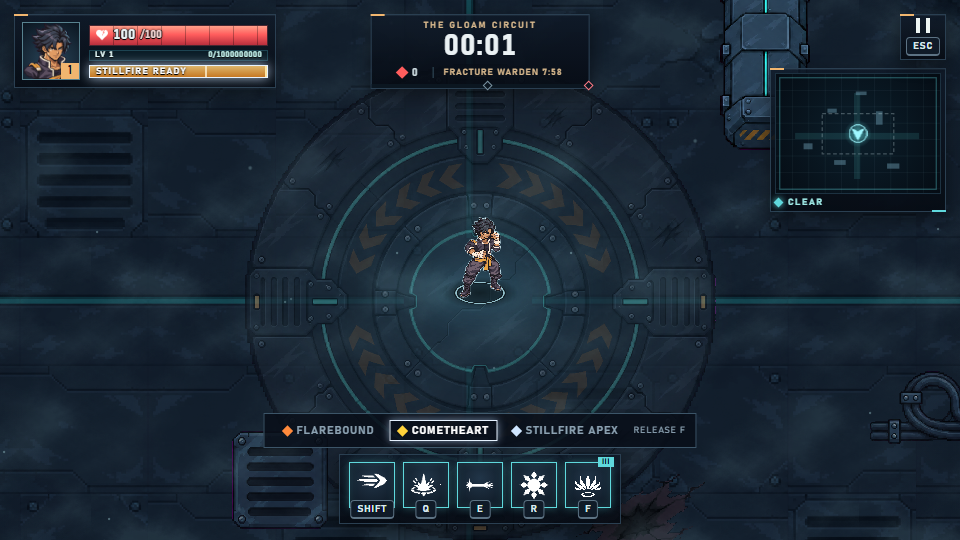 100 /100
LV 1
0/1000000000
1
STILLFIRE READY
THE GLOAM CIRCUIT
00:01
0
FRACTURE WARDEN 7:58
ESC
CLEAR
FLAREBOUND
COMETHEART
STILLFIRE APEX
RELEASE F
SHIFT
Q
E
R
F